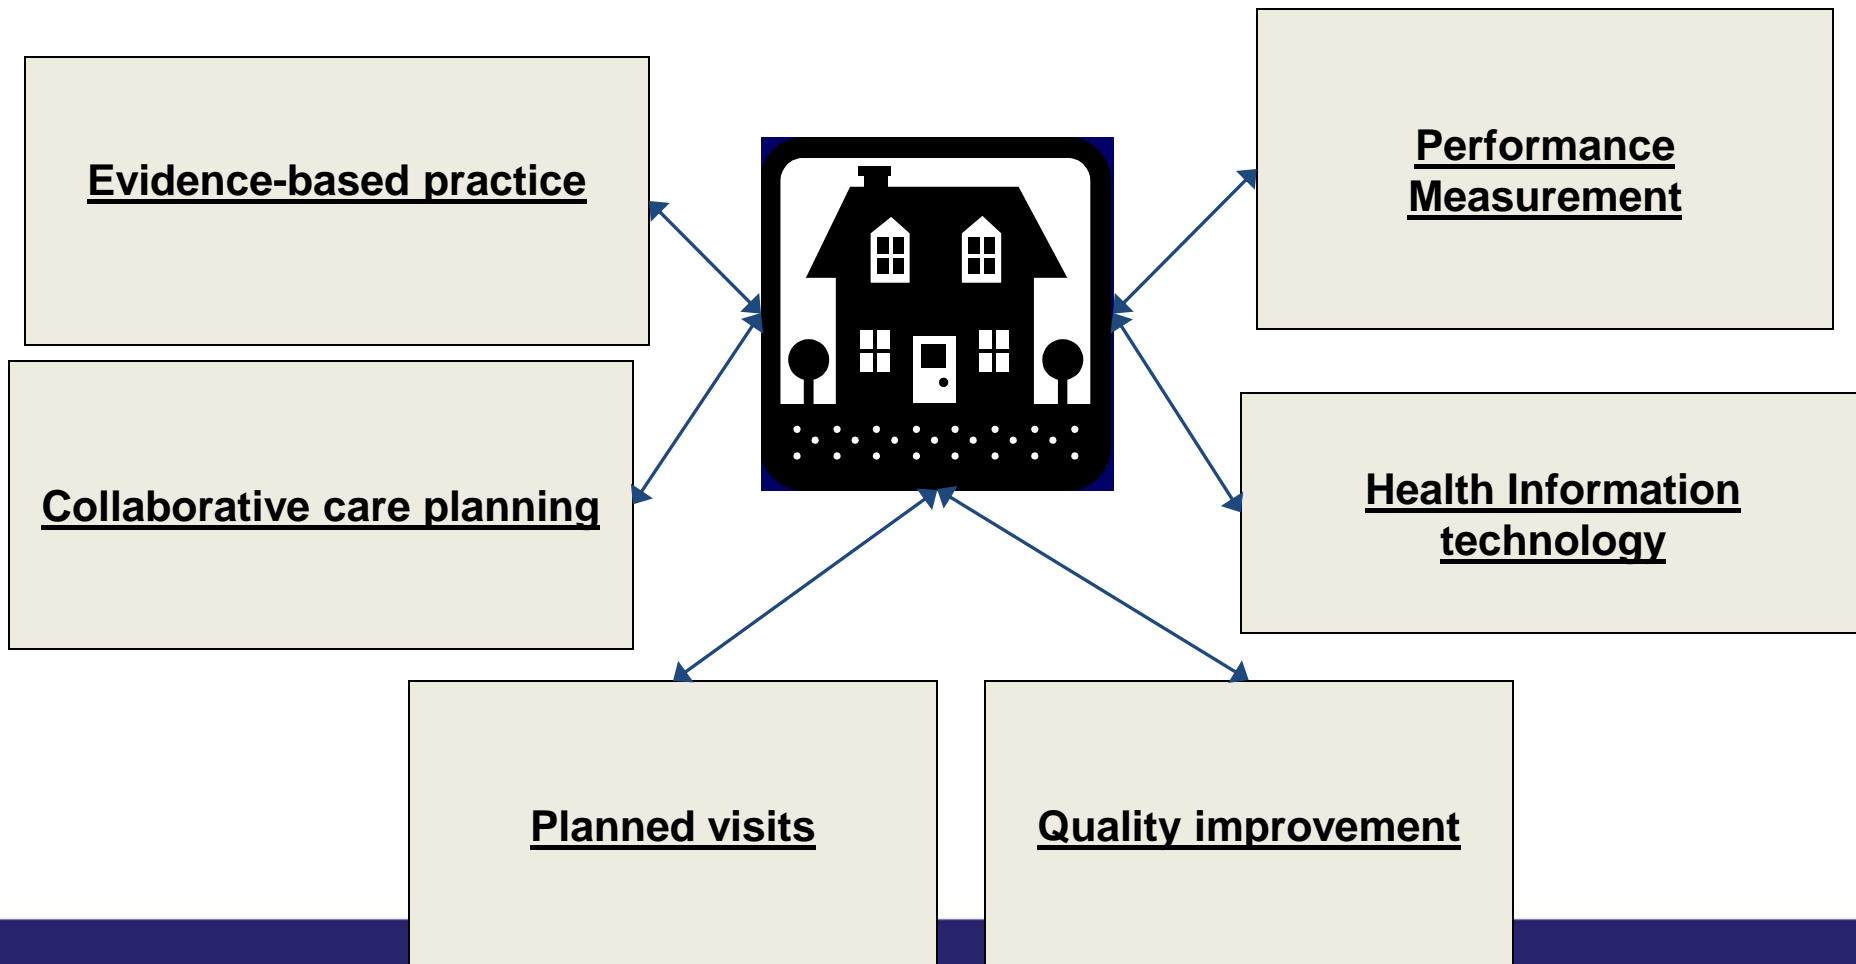 Evidence-based practice
Performance
Measurement
Collaborative care planning
Health Information
technology
Planned visits
Quality improvement